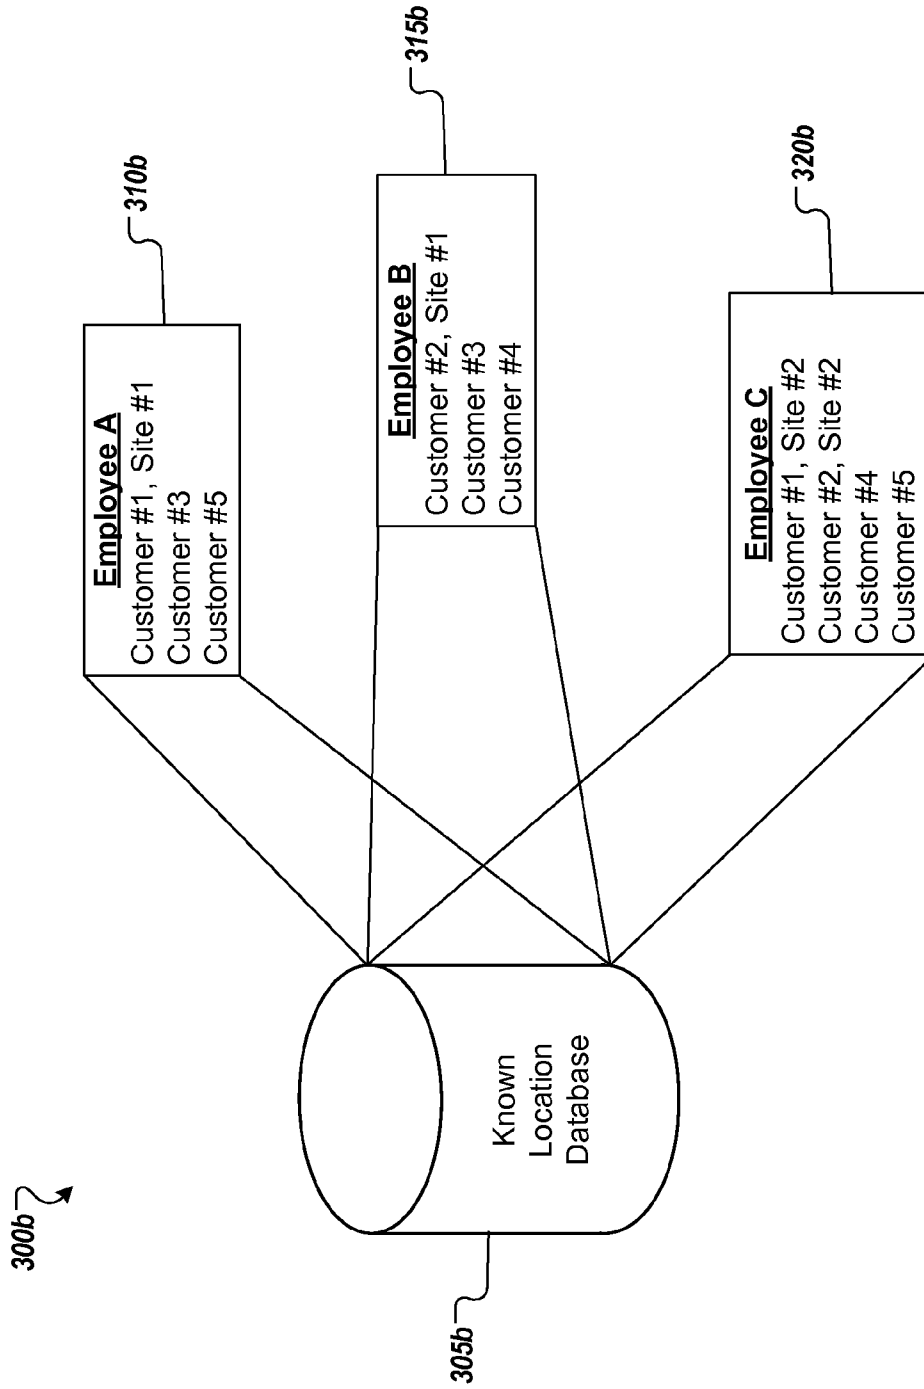 300b
305b
Known
Location
Database
310b
Employee A
Customer #1, Site #1
Customer #3
Customer #5
315b
Employee B
Customer #2, Site #1
Customer #3
Customer #4
320b
Employee C
Customer #1, Site #2
Customer #2, Site #2
Customer #4
Customer #5